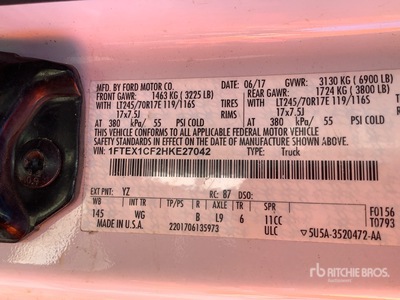 MFD. BY FORD MOTOR CO.
DATE: 06/17 GVWR: 3130 KG (6900 LB)
FRONT GAWR: 1463 KG (3225 LB) REAR GAWR: 1724 KG (3800 LB)
WITH LT245/70R17E 119/116S TIRES WITH LT245/70R17E 119/116S
17x7.5J RIMS 17x7.5J
AT 380 kPa/ 55 PSI COLD AT 380 kPa/ 55 PSI COLD
THIS VEHICLE CONFORMS TO ALL APPLICABLE FEDERAL MOTOR VEHICLE
SAFETY STANDARDS IN EFFECT ON THE DATE OF MANUFACTURE SHOWN ABOVE.
VIN: 1FTEX1CF2HKE27042 TYPE: Truck
EXT PNT: YZ RC: 87 DSO:
WB INT TR TP/PS R AXLE TR SPR F0156
145 WG B L9 6 11CC T0793
MADE IN U.S.A. 2201706135973 ULC 5U5A-3520472-AA
rb RITCHIE BROS.